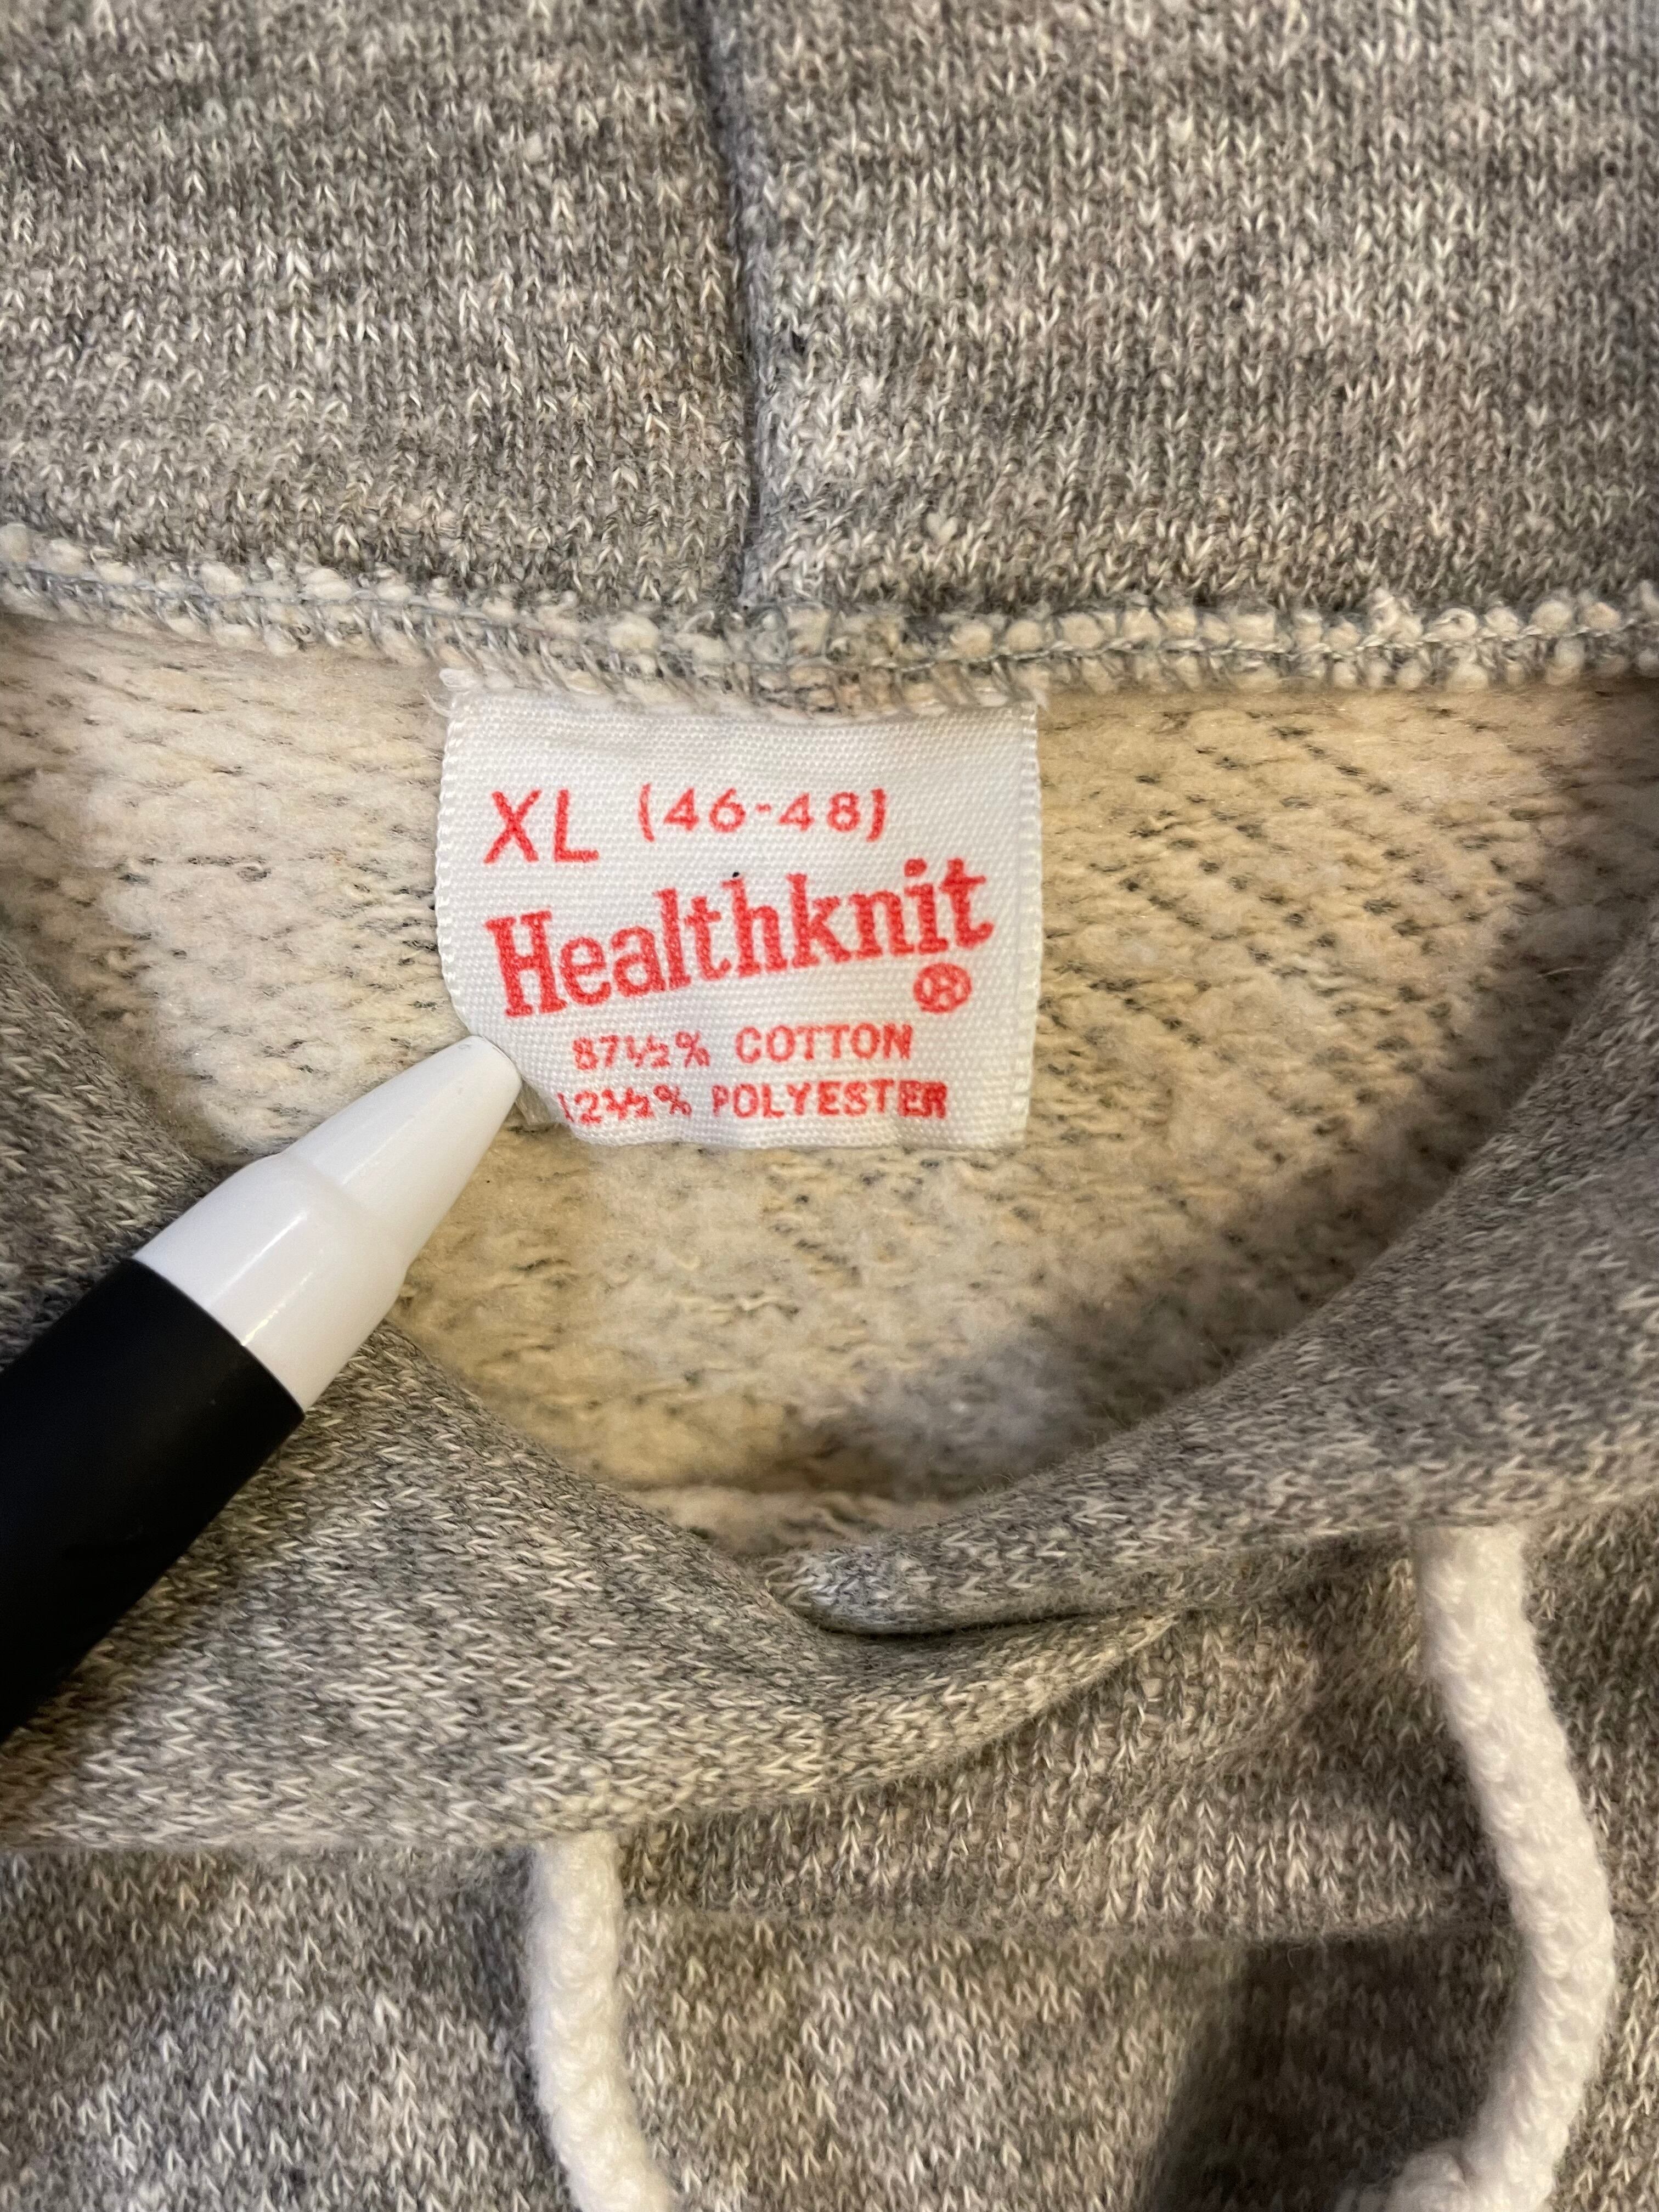 XL (46-48)
Healthknit
®
87½% COTTON
12½% POLYESTER